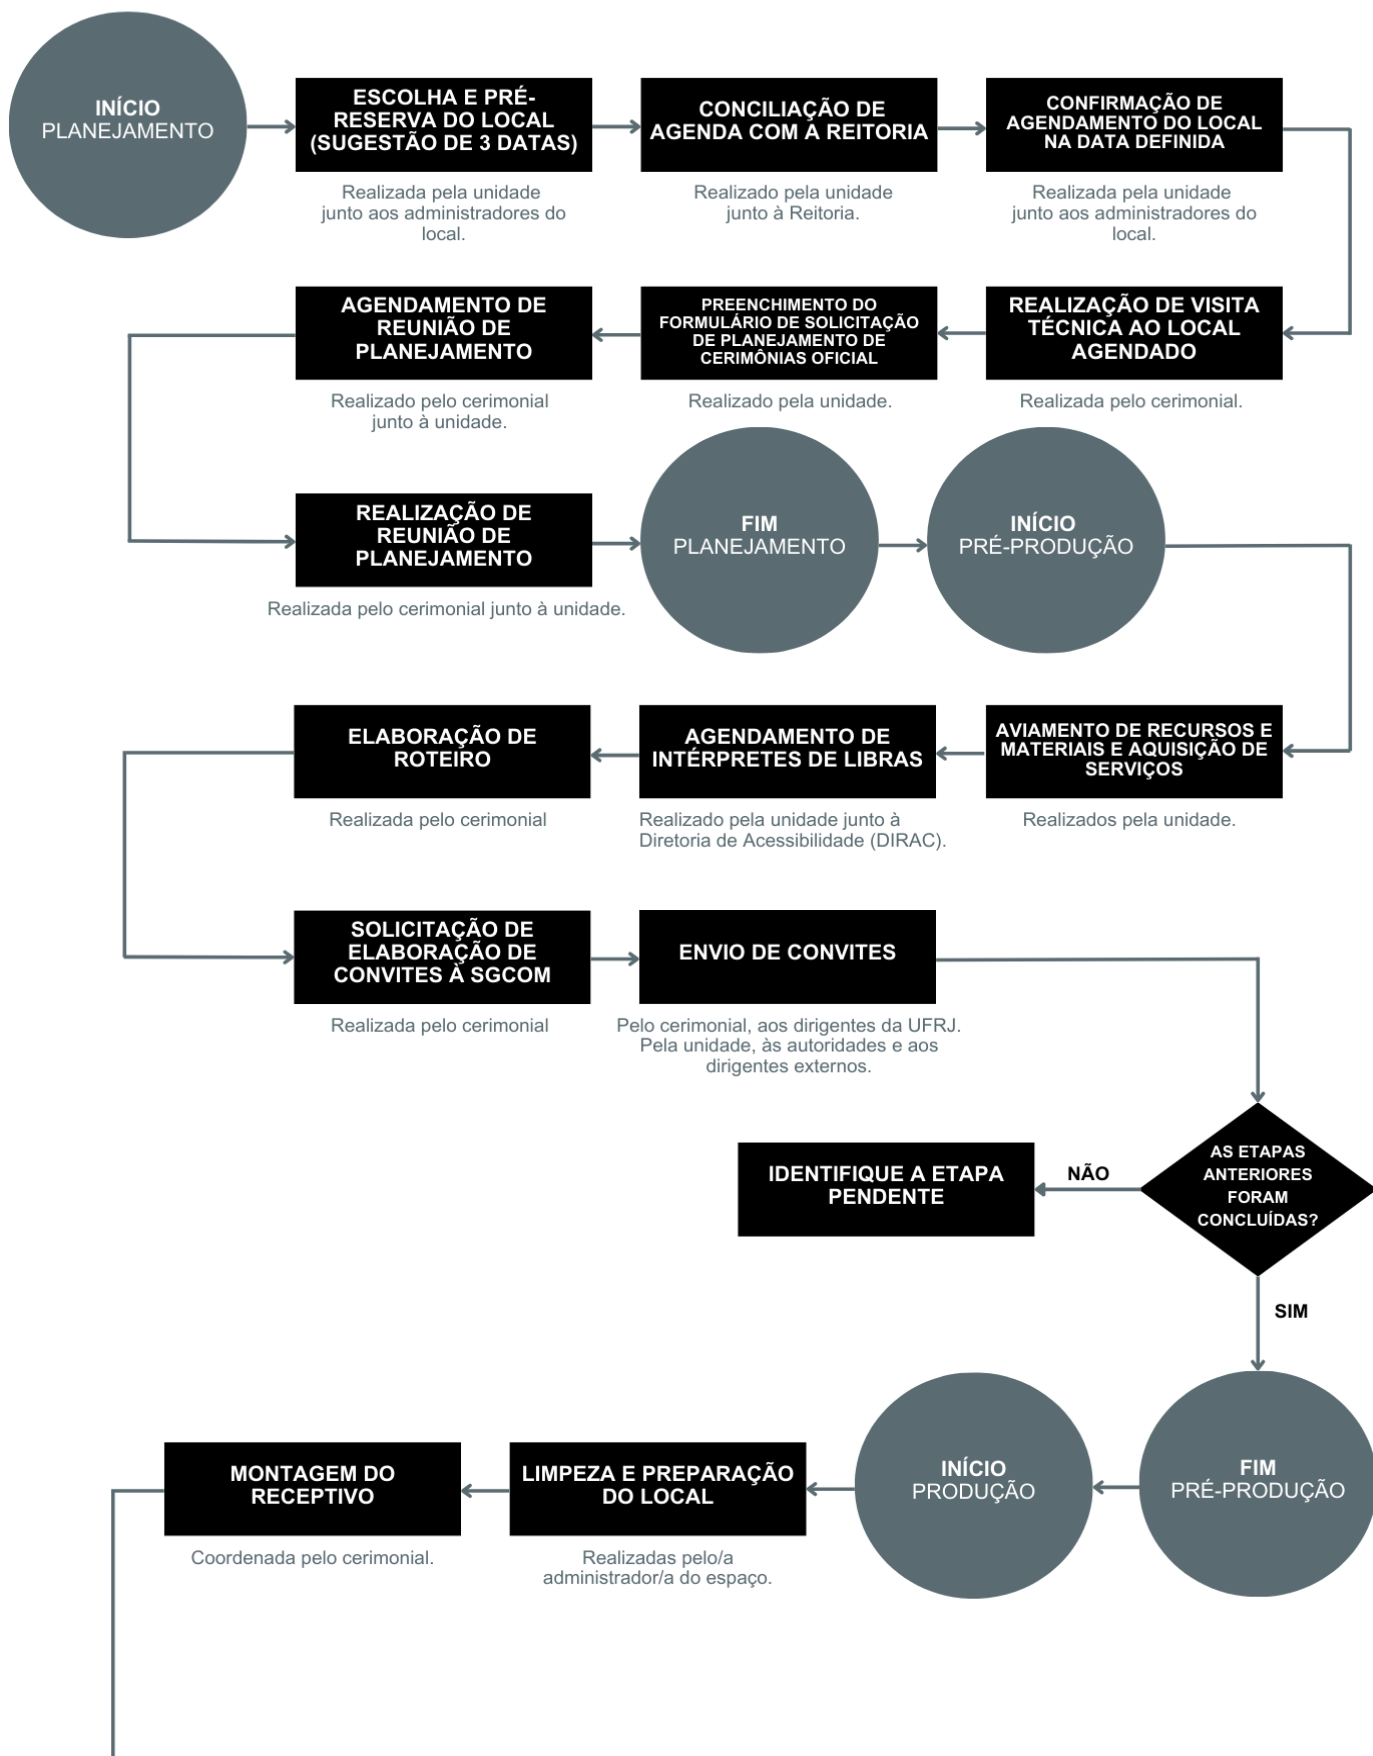 INÍCIO
PLANEJAMENTO
ESCOLHA E PRÉ-
RESERVA DO LOCAL
(SUGESTÃO DE 3 DATAS)
Realizada pela unidade
junto aos administradores do
local.
CONCILIAÇÃO DE
AGENDA COM A REITORIA
Realizado pela unidade
junto à Reitoria.
CONFIRMAÇÃO DE
AGENDAMENTO DO LOCAL
NA DATA DEFINIDA
Realizada pela unidade
junto aos administradores do
local.
REALIZAÇÃO DE VISITA
TÉCNICA AO LOCAL
AGENDADO
Realizada pelo cerimonial.
PREENCHIMENTO DO
FORMULÁRIO DE SOLICITAÇÃO
DE PLANEJAMENTO DE
CERIMÔNIAS OFICIAL
Realizado pela unidade.
AGENDAMENTO DE
REUNIÃO DE
PLANEJAMENTO
Realizado pelo cerimonial
junto à unidade.
REALIZAÇÃO DE
REUNIÃO DE
PLANEJAMENTO
Realizada pelo cerimonial junto à unidade.
FIM
PLANEJAMENTO
INÍCIO
PRÉ-PRODUÇÃO
AVIAMENTO DE RECURSOS E
MATERIAIS E AQUISIÇÃO DE
SERVIÇOS
Realizados pela unidade.
AGENDAMENTO DE
INTÉRPRETES DE LIBRAS
Realizado pela unidade junto à
Diretoria de Acessibilidade (DIRAC).
ELABORAÇÃO DE
ROTEIRO
Realizada pelo cerimonial
SOLICITAÇÃO DE
ELABORAÇÃO DE
CONVITES À SGCOM
Realizada pelo cerimonial
ENVIO DE CONVITES
Pelo cerimonial, aos dirigentes da UFRJ.
Pela unidade, às autoridades e aos
dirigentes externos.
AS ETAPAS
ANTERIORES
FORAM
CONCLUÍDAS?
NÃO
IDENTIFIQUE A ETAPA
PENDENTE
SIM
FIM
PRÉ-PRODUÇÃO
INÍCIO
PRODUÇÃO
LIMPEZA E PREPARAÇÃO
DO LOCAL
Realizadas pelo/a
administrador/a do espaço.
MONTAGEM DO
RECEPTIVO
Coordenada pelo cerimonial.